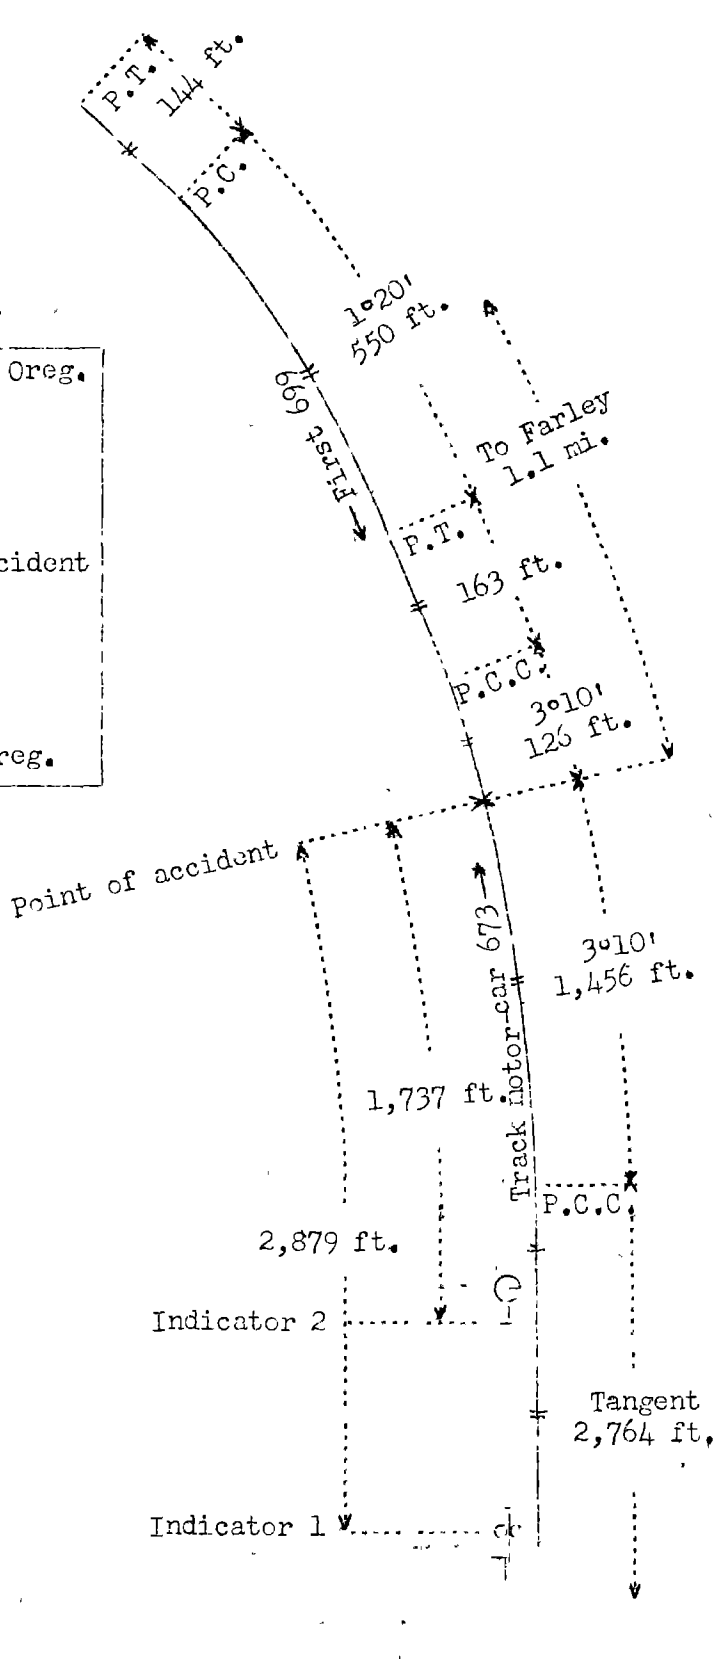 P.T.
144 ft.
P.C.
1°20'
550 ft.
Oreg.
First 699
To Farley
1.1 mi.
P.T.
163 ft.
cident
P.C.C.
3°10'
126 ft.
reg.
Point of accident
Track motor-car 673
3°10'
1,456 ft.
1,737 ft.
P.C.C.
2,879 ft.
Indicator 2
Tangent
2,764 ft.
Indicator 1